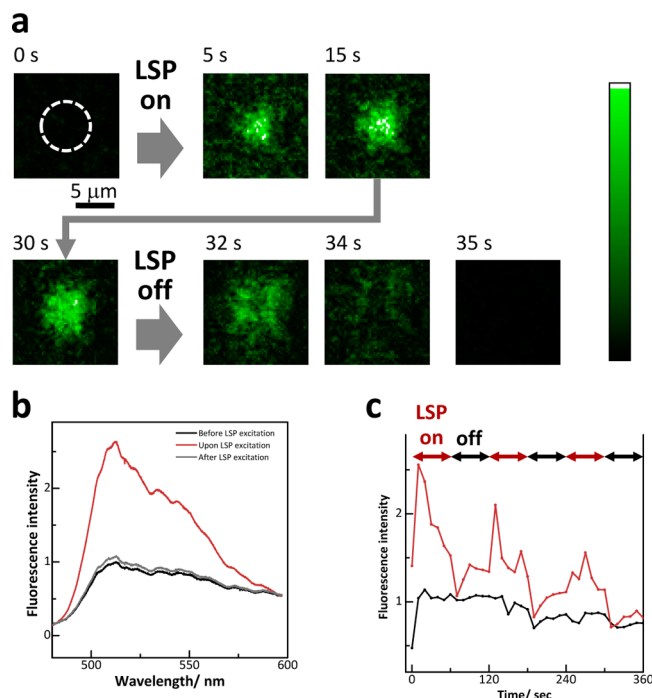 a
0 s
LSP
on
5 s
15 s
5 μm
30 s
LSP
off
32 s
34 s
35 s
b
Fluorescence intensity
2
1
0
Before LSP excitation
Upon LSP excitation
After LSP excitation
500
550
600
Wavelength/ nm
c
LSP
on
off
Fluorescence intensity
2
1
0
120
240
360
Time/ sec